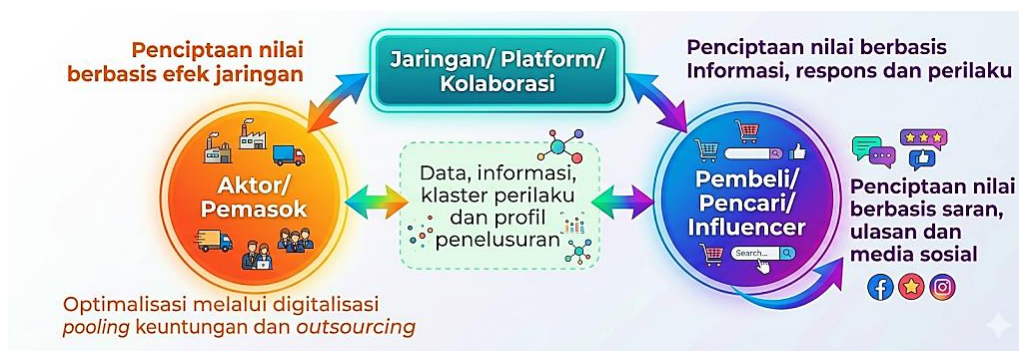 Penciptaan nilai
berbasis efek jaringan
Jaringan/ Platform/
Kolaborasi
Penciptaan nilai berbasis
Informasi, respons dan perilaku
Aktor/
Pemasok
Data, informasi,
klaster perilaku
dan profil
penelusuran
Pembeli/
Pencari/
Influencer
Search...
Penciptaan nilai
berbasis saran,
ulasan dan
media sosial
Optimalisasi melalui digitalisasi
pooling keuntungan dan outsourcing